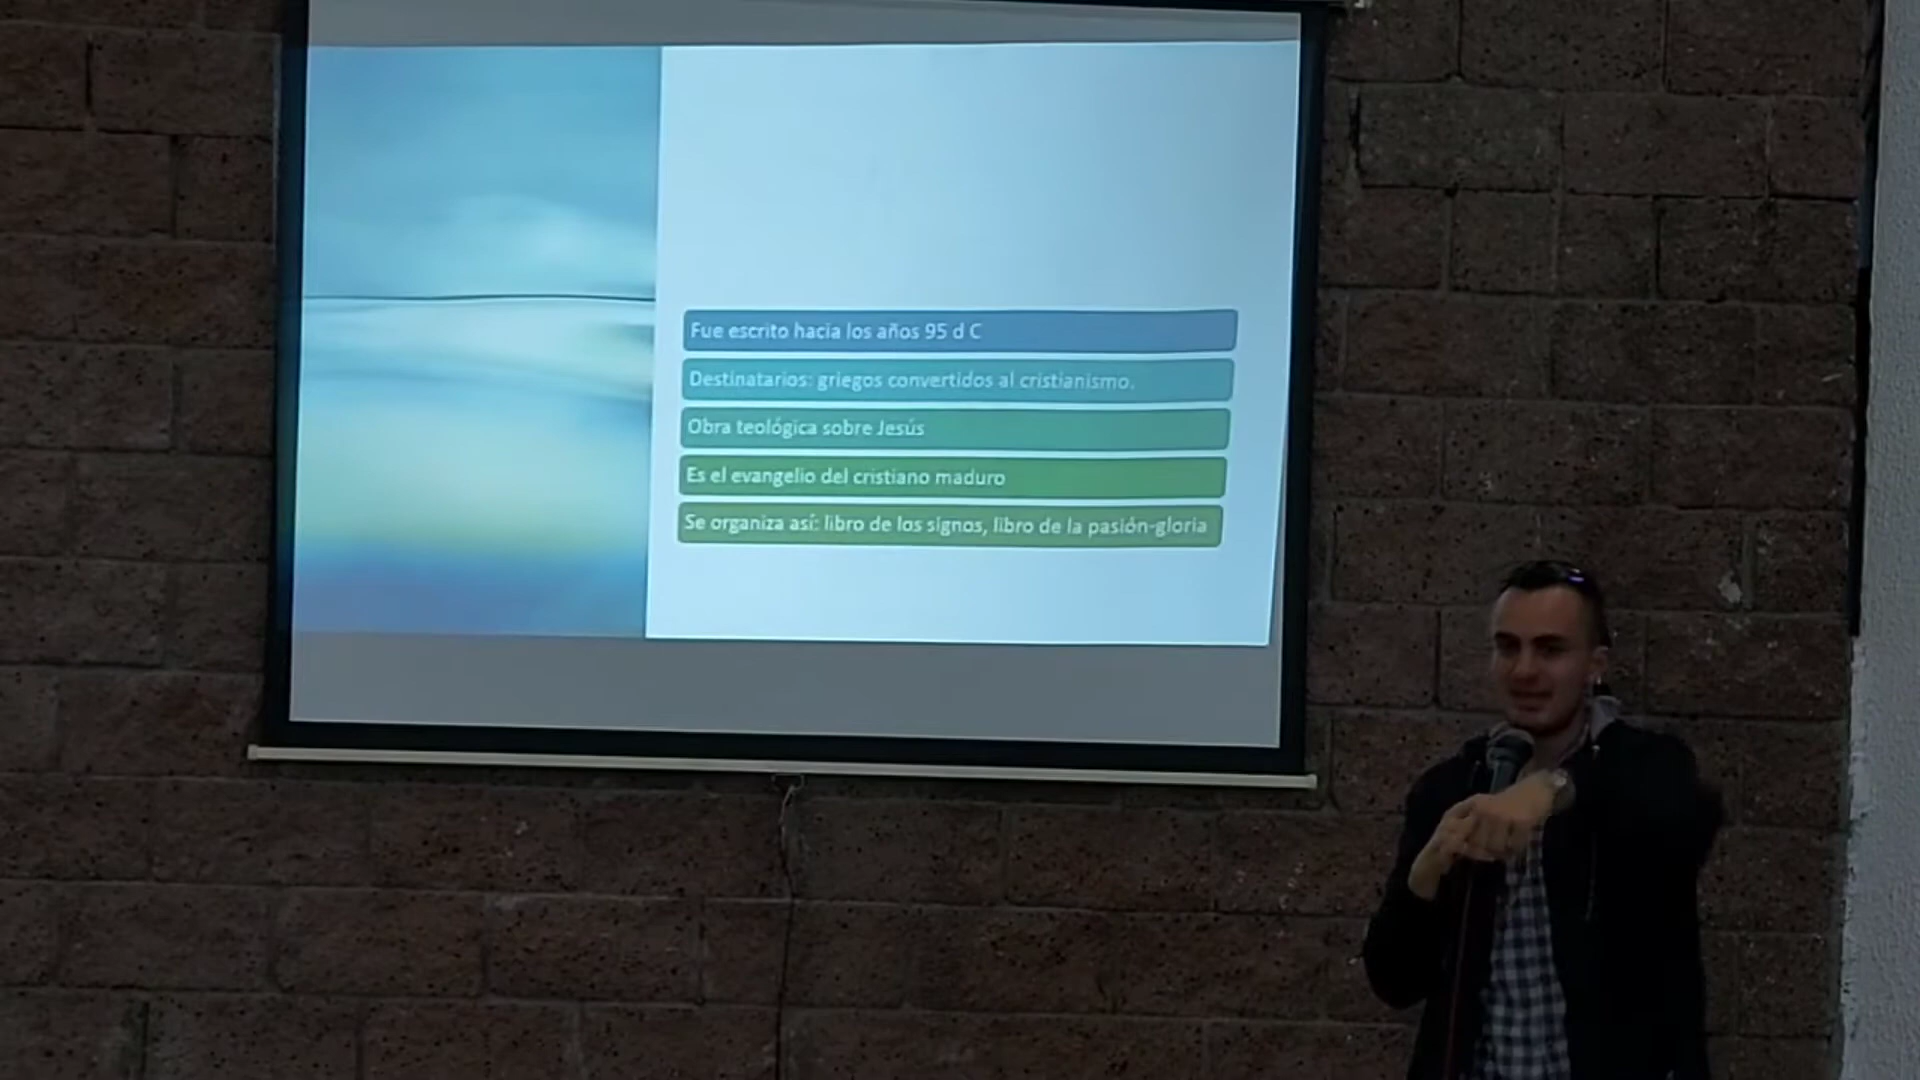 Fue escrito hacia los años 95 d C
Destinatarios: griegos convertidos al cristianismo.
Obra teológica sobre Jesús
Es el evangelio del cristiano maduro
Se organiza así: libro de los signos, libro de la pasión-gloria